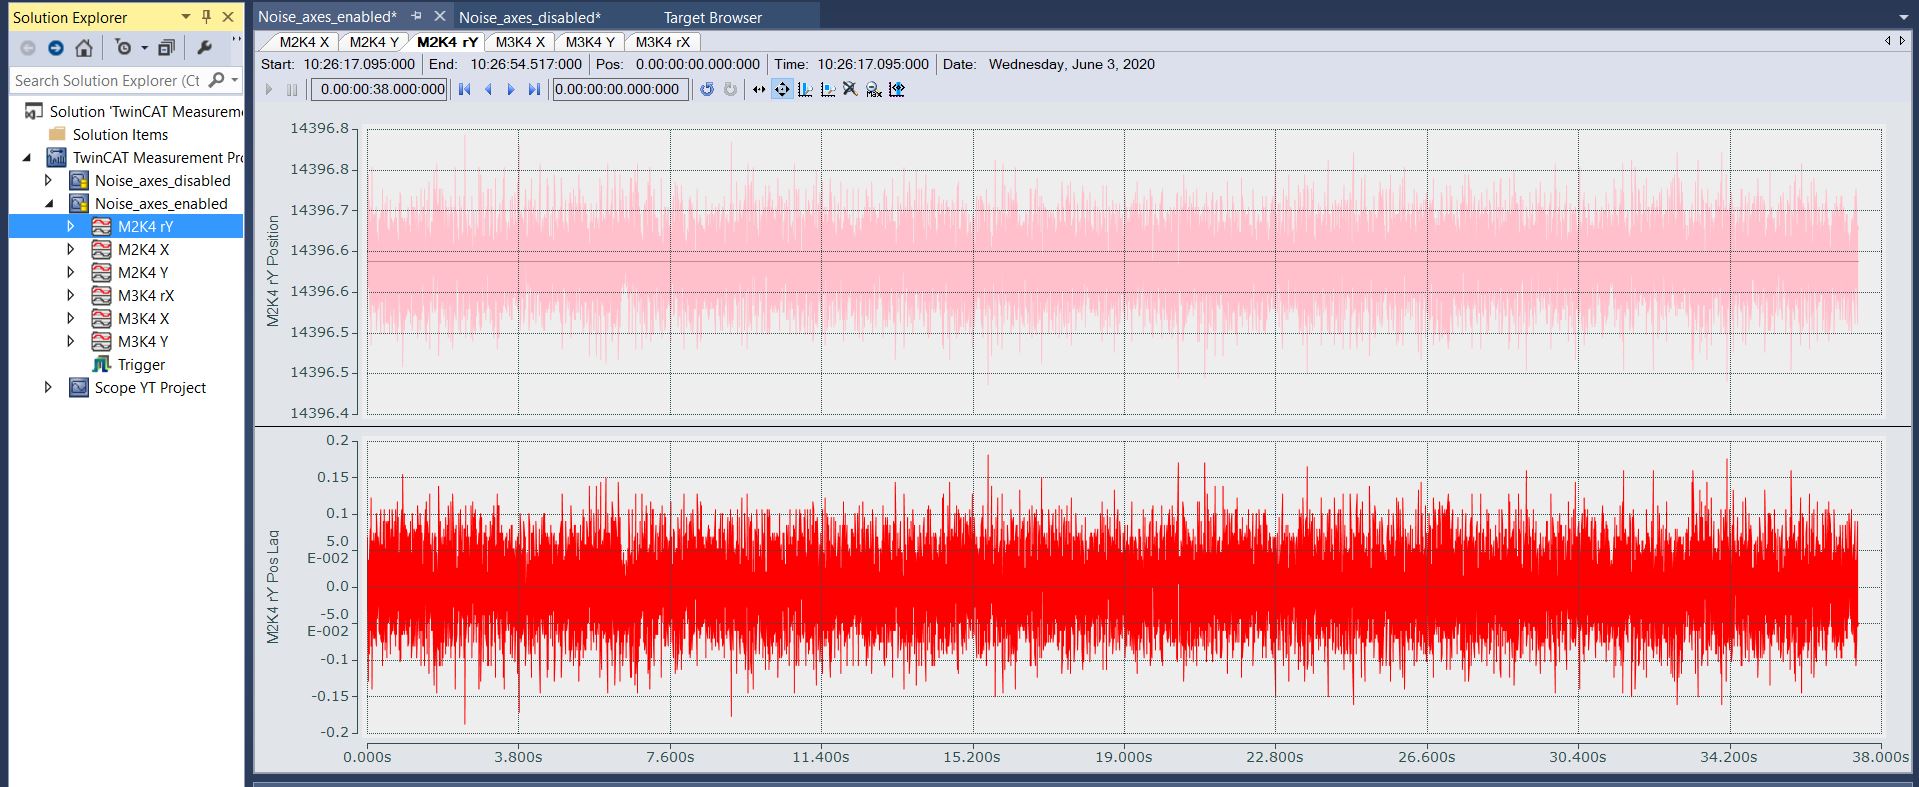 Solution Explorer
Search Solution Explorer (Ct
Solution 'TwinCAT Measureme
Solution Items
TwinCAT Measurement Pro
Noise_axes_disabled
Noise_axes_enabled
M2K4 rY
M2K4 X
M2K4 Y
M3K4 rX
M3K4 X
M3K4 Y
Trigger
Scope YT Project
Noise_axes_enabled* Noise_axes_disabled* Target Browser
M2K4 X M2K4 Y M2K4 rY M3K4 X M3K4 Y M3K4 rX
Start: 10:26:17.095:000 End: 10:26:54.517:000 Pos: 0.00:00:00.000:000 Time: 10:26:17.095:000 Date: Wednesday, June 3, 2020
0.00:00:38.000:000 0.00:00:00.000:000
Max
M2K4 rY Position
14396.8
14396.8
14396.7
14396.6
14396.6
14396.5
14396.5
14396.4
M2K4 rY Pos Lag
0.2
0.15
0.1
5.0
E-002
0.0
-5.0
E-002
-0.1
-0.15
-0.2
0.000s 3.800s 7.600s 11.400s 15.200s 19.000s 22.800s 26.600s 30.400s 34.200s 38.000s